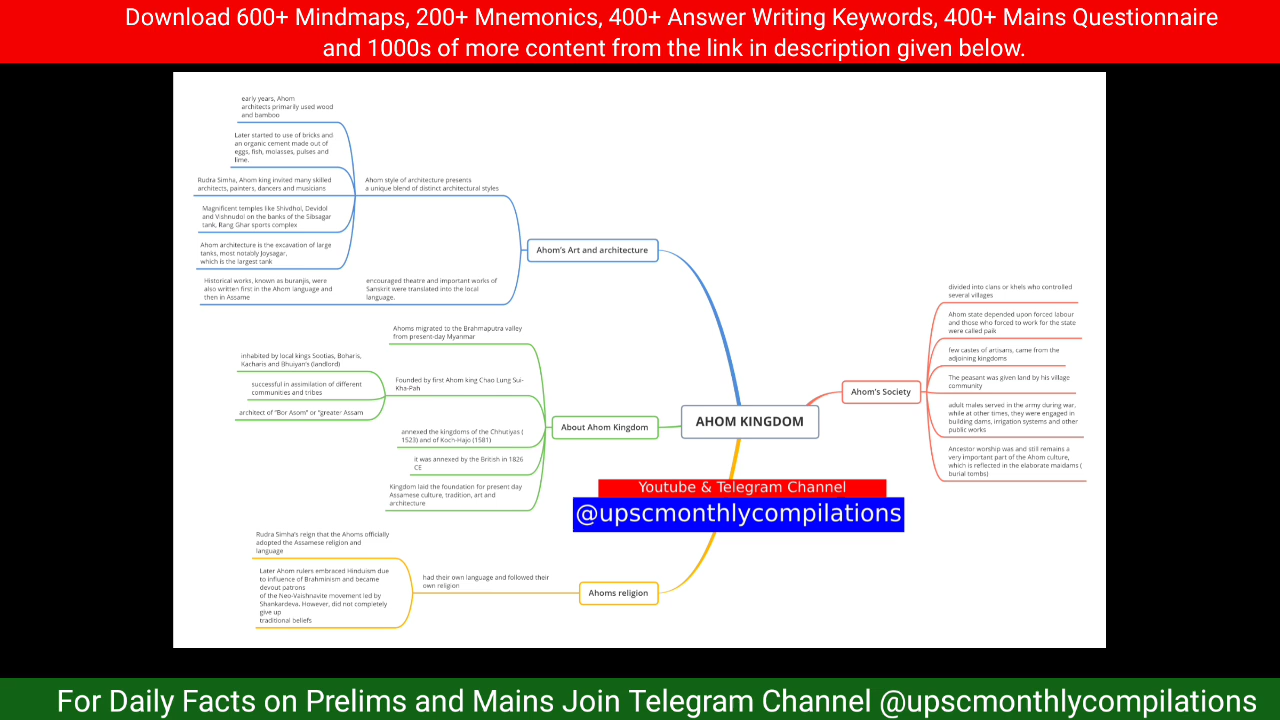 Download 600+ Mindmaps, 200+ Mnemonics, 400+ Answer Writing Keywords, 400+ Mains Questionnaire
and 1000s of more content from the link in description given below.
early years, Ahom
architects primarily used wood
and bamboo
Later started to use of bricks and
an organic cement made out of
eggs, fish, molasses, pulses and
lime.
Rudra Simha, Ahom king invited many skilled
architects, painters, dancers and musicians
Magnificent temples like Shivdhol, Devidol
and Vishnudol on the banks of the Sibsagar
tank, Rang Ghar sports complex
Ahom architecture is the excavation of large
tanks, most notably Joysagar,
which is the largest tank
Historical works, known as buranjis, were
also written first in the Ahom language and
then in Assame
Ahom style of architecture presents
a unique blend of distinct architectural styles
encouraged theatre and important works of
Sanskrit were translated into the local
language.
Ahom's Art and architecture
Ahoms migrated to the Brahmaputra valley
from present-day Myanmar
inhabited by local kings Sootias, Boharis,
Kacharis and Bhuiyan's (landlord)
successful in assimilation of different
communities and tribes
architect of "Bor Asom" or "greater Assam
Founded by first Ahom king Chao Lung Sui-
Kha-Pah
annexed the kingdoms of the Chhutiyas (
1523) and of Koch-Hajo (1581)
it was annexed by the British in 1826
CE
Kingdom laid the foundation for present day
Assamese culture, tradition, art and
architecture
About Ahom Kingdom
AHOM KINGDOM
Ahom's Society
divided into clans or khels who controlled
several villages
Ahom state depended upon forced labour
and those who forced to work for the state
were called paik
few castes of artisans, came from the
adjoining kingdoms
The peasant was given land by his village
community
adult males served in the army during war,
while at other times, they were engaged in
building dams, irrigation systems and other
public works
Ancestor worship was and still remains a
very important part of the Ahom culture,
which is reflected in the elaborate maidams (
burial tombs)
Youtube & Telegram Channel
@upscmonthlycompilations
Rudra Simha's reign that the Ahoms officially
adopted the Assamese religion and
language
Later Ahom rulers embraced Hinduism due
to influence of Brahminism and became
devout patrons
of the Neo-Vaishnavite movement led by
Shankardeva. However, did not completely
give up
traditional beliefs
had their own language and followed their
own religion
Ahoms religion
For Daily Facts on Prelims and Mains Join Telegram Channel @upscmonthlycompilations